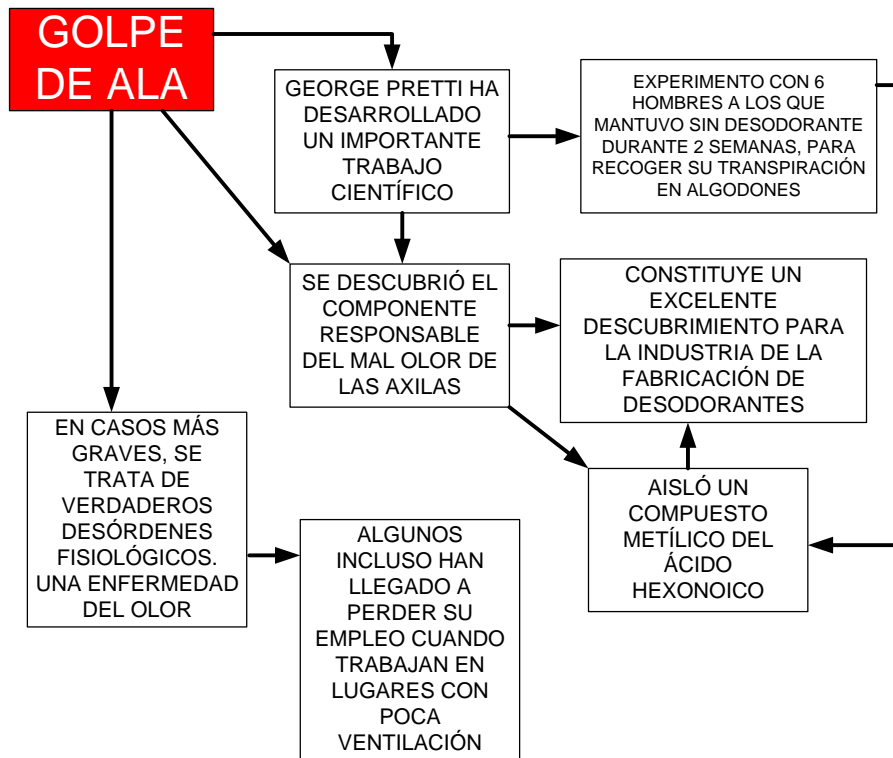 GOLPE
DE ALA
GEORGE PRETTI HA
DESARROLLADO
UN IMPORTANTE
TRABAJO
CIENTÍFICO
EXPERIMENTO CON 6
HOMBRES A LOS QUE
MANTUVO SIN DESODORANTE
DURANTE 2 SEMANAS, PARA
RECOGER SU TRANSPIRACIÓN
EN ALGODONES
SE DESCUBRIÓ EL
COMPONENTE
RESPONSABLE
DEL MAL OLOR DE
LAS AXILAS
CONSTITUYE UN
EXCELENTE
DESCUBRIMIENTO PARA
LA INDUSTRIA DE LA
FABRICACIÓN DE
DESODORANTES
EN CASOS MÁS
GRAVES, SE
TRATA DE
VERDADEROS
DESÓRDENES
FISIOLÓGICOS.
UNA ENFERMEDAD
DEL OLOR
AISLÓ UN
COMPUESTO
METÍLICO DEL
ÁCIDO
HEXONOICO
ALGUNOS
INCLUSO HAN
LLEGADO A
PERDER SU
EMPLEO CUANDO
TRABAJAN EN
LUGARES CON
POCA
VENTILACIÓN